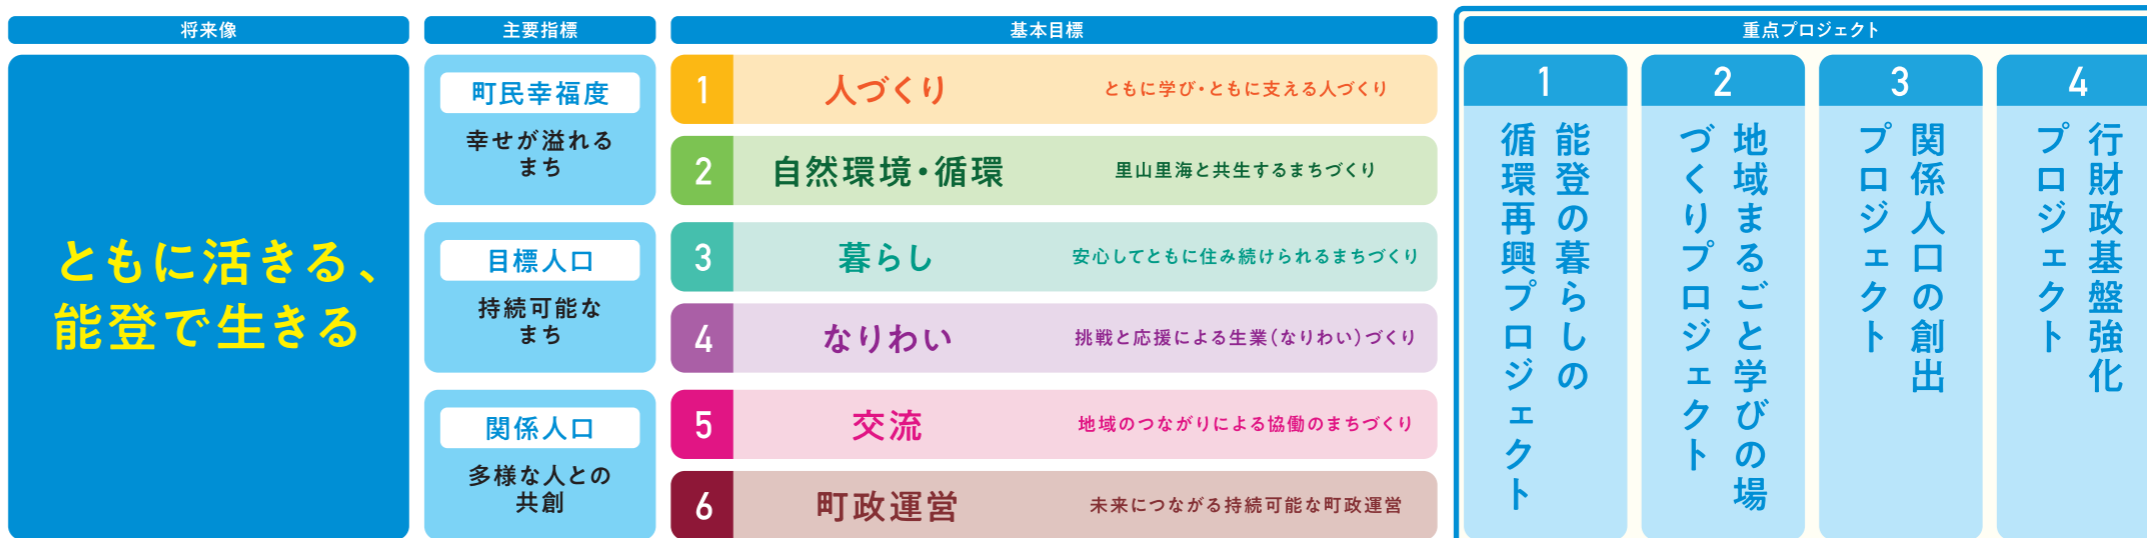 将来像
ともに活きる、
能登で生きる
主要指標
町民幸福度
幸せが溢れる
まち
目標人口
持続可能な
まち
関係人口
多様な人との
共創
基本目標
1 人づくり ともに学び・ともに支える人づくり
2 自然環境・循環 里山里海と共生するまちづくり
3 暮らし 安心してともに住み続けられるまちづくり
4 なりわい 挑戦と応援による生業(なりわい)づくり
5 交流 地域のつながりによる協働のまちづくり
6 町政運営 未来につながる持続可能な町政運営
重点プロジェクト
1
能登の暮らしの
循環再興プロジェクト
2
地域まるごと学びの場
づくりプロジェクト
3
関係人口の創出
プロジェクト
4
行財政基盤強化
プロジェクト